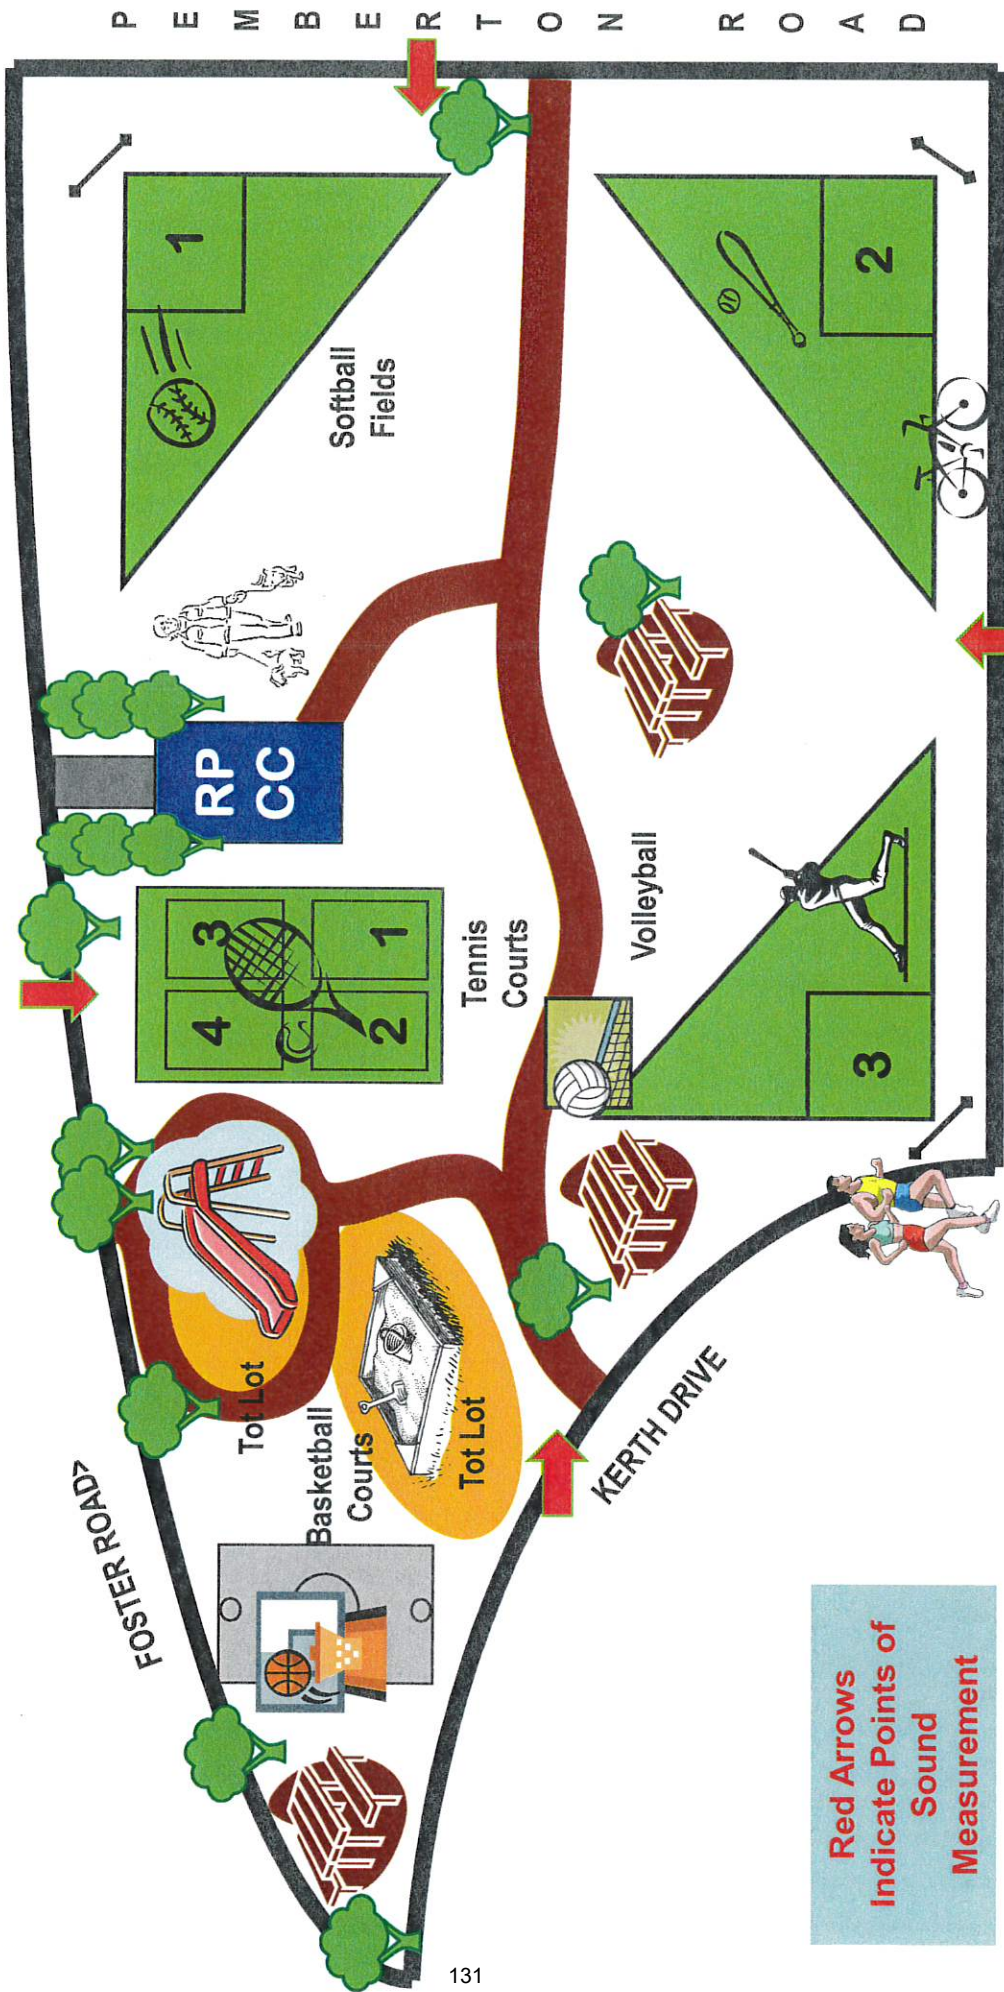 PEMBERTON ROAD
1
2
Softball
Fields
RP
CC
3
1
4
2
Tennis
Courts
Volleyball
3
FOSTER ROAD>
Tot Lot
Basketball
Courts
Tot Lot
KERTH DRIVE
Red Arrows
Indicate Points of
Sound
Measurement
131